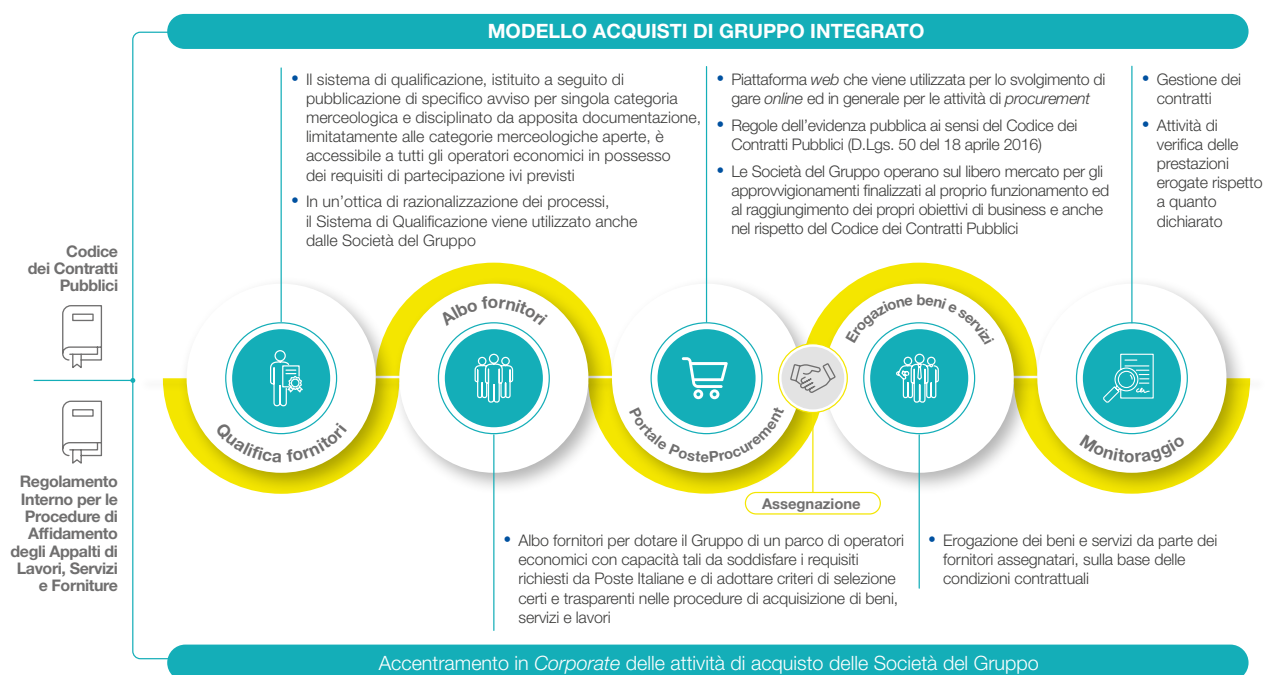 MODELLO ACQUISTI DI GRUPPO INTEGRATO
• Il sistema di qualificazione, istituito a seguito di
pubblicazione di specifico avviso per singola categoria
merceologica e disciplinato da apposita documentazione,
limitatamente alle categorie merceologiche aperte, è
accessibile a tutti gli operatori economici in possesso
dei requisiti di partecipazione ivi previsti
• In un'ottica di razionalizzazione dei processi,
il Sistema di Qualificazione viene utilizzato anche
dalle Società del Gruppo
• Piattaforma web che viene utilizzata per lo svolgimento di
gare online ed in generale per le attività di procurement
• Regole dell'evidenza pubblica ai sensi del Codice dei
Contratti Pubblici (D.Lgs. 50 del 18 aprile 2016)
• Le Società del Gruppo operano sul libero mercato per gli
approvvigionamenti finalizzati al proprio funzionamento ed
al raggiungimento dei propri obiettivi di business e anche
nel rispetto del Codice dei Contratti Pubblici
• Gestione dei
contratti
• Attività di
verifica delle
prestazioni
erogate rispetto
a quanto
dichiarato
Codice
dei Contratti
Pubblici
Regolamento
Interno per le
Procedure di
Affidamento
degli Appalti di
Lavori, Servizi
e Forniture
Qualifica fornitori
Albo fornitori
Portale PosteProcurement
Assegnazione
Erogazione beni e servizi
Monitoraggio
• Albo fornitori per dotare il Gruppo di un parco di operatori
economici con capacità tali da soddisfare i requisiti
richiesti da Poste Italiane e di adottare criteri di selezione
certi e trasparenti nelle procedure di acquisizione di beni,
servizi e lavori
• Erogazione dei beni e servizi da parte dei
fornitori assegnatari, sulla base delle
condizioni contrattuali
Accentramento in Corporate delle attività di acquisto delle Società del Gruppo